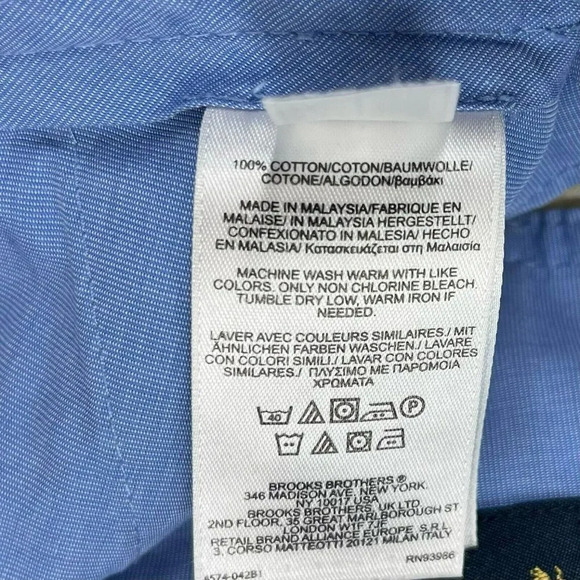 100% COTTON/COTON/BAUMWOLLE/
COTONE/ALGODON/βαμβάκι
MADE IN MALAYSIA/FABRIQUE EN
MALAISE/ IN MALAYSIA HERGESTELLT/
CONFEXIONATO IN MALESIA/ HECHO
EN MALASIA/ Κατασκευάζεται στη Μαλαισία
MACHINE WASH WARM WITH LIKE
COLORS. ONLY NON CHLORINE BLEACH.
TUMBLE DRY LOW, WARM IRON IF
NEEDED.
LAVER AVEC COULEURS SIMILAIRES./ MIT
ÄHNLICHEN FARBEN WASCHEN./ LAVARE
CON COLORI SIMILI./ LAVAR CON COLORES
SIMILARES./ ΠΛΥΣΙΜΟ ΜΕ ΠΑΡΟΜΟΙΑ
ΧΡΩΜΑΤΑ
40 P
BROOKS BROTHERS ®
346 MADISON AVE, NEW YORK.
NY 10017 USA
BROOKS BROTHERS, UK LTD
2ND FLOOR, 35 GREAT MARLBOROUGH ST
LONDON W1F 7JF
RETAIL BRAND ALLIANCE EUROPE, S.R.L.
3, CORSO MATTEOTTI 20121 MILAN ITALY
RN93986
4574-042B1